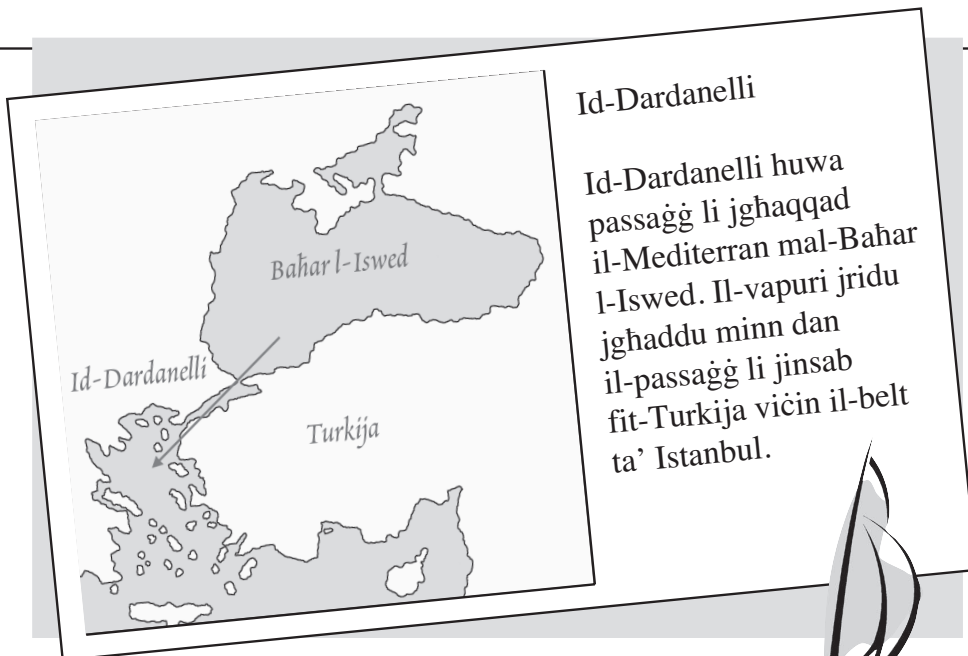 Id-Dardanelli
Id-Dardanelli huwa
passaġġ li jgħaqqad
il-Mediterran mal-Baħar
l-Iswed. Il-vapuri jridu
jgħaddu minn dan
il-passaġġ li jinsab
fit-Turkija viċin il-belt
ta’ Istanbul.
Baħar l-Iswed
Id-Dardanelli
Turkija